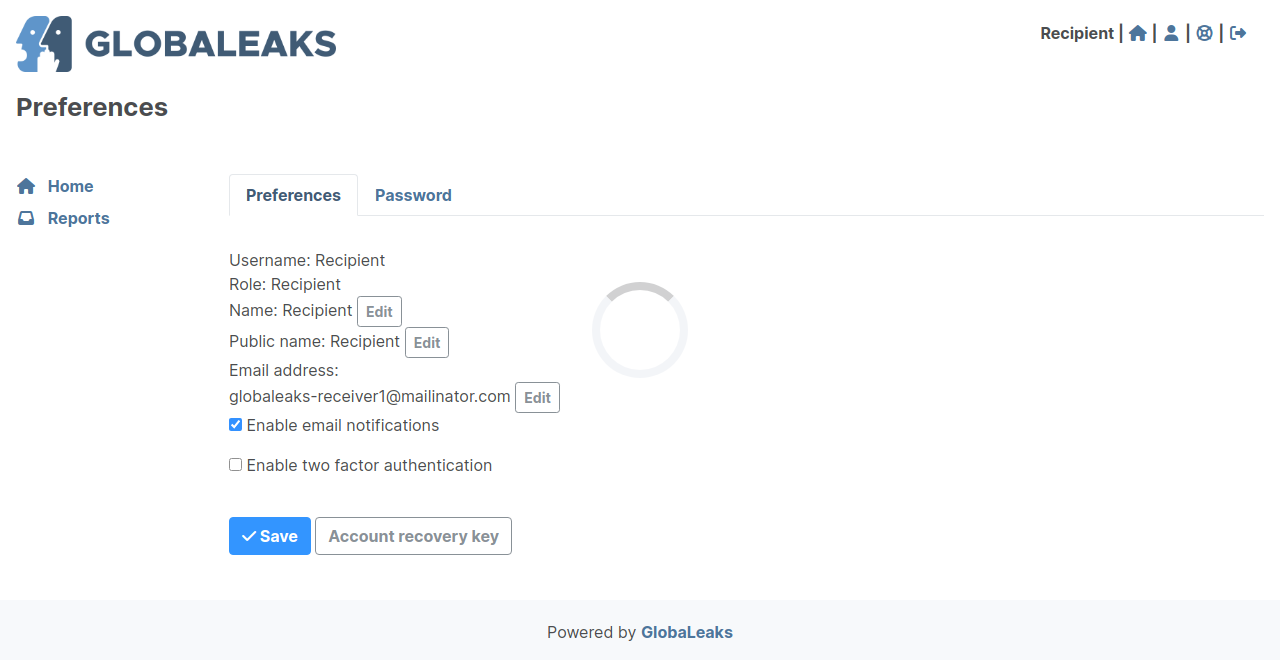 GLOBALEAKS
Recipient | | | |
Preferences
Home
Reports
Preferences
Password
Username: Recipient
Role: Recipient
Name: Recipient Edit
Public name: Recipient Edit
Email address:
globaleaks-receiver1@mailinator.com Edit
Enable email notifications
Enable two factor authentication
Save
Account recovery key
Powered by GlobaLeaks